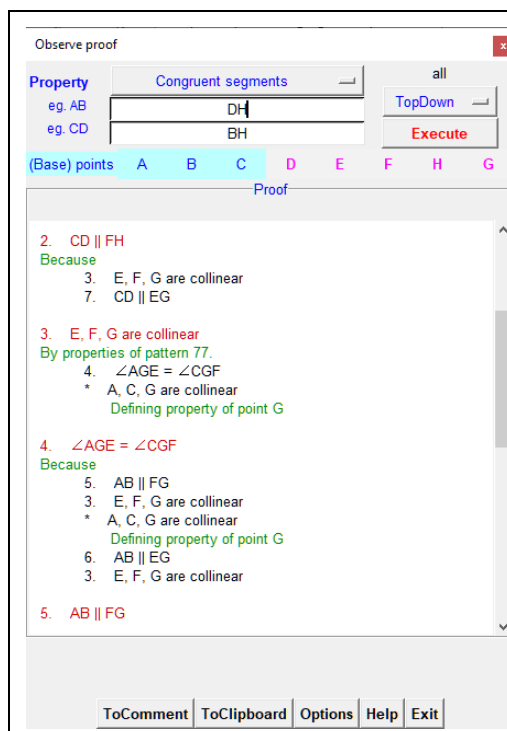 Observe proof
x
all
Property
Congruent segments
eg. AB
DH
TopDown
eg. CD
BH
Execute
(Base) points A B C D E F H G
Proof
2. CD || FH
Because
3. E, F, G are collinear
7. CD || EG
3. E, F, G are collinear
By properties of pattern 77.
4. ∠AGE = ∠CGF
* A, C, G are collinear
Defining property of point G
4. ∠AGE = ∠CGF
Because
5. AB || FG
3. E, F, G are collinear
* A, C, G are collinear
Defining property of point G
6. AB || EG
3. E, F, G are collinear
5. AB || FG
ToComment ToClipboard Options Help Exit